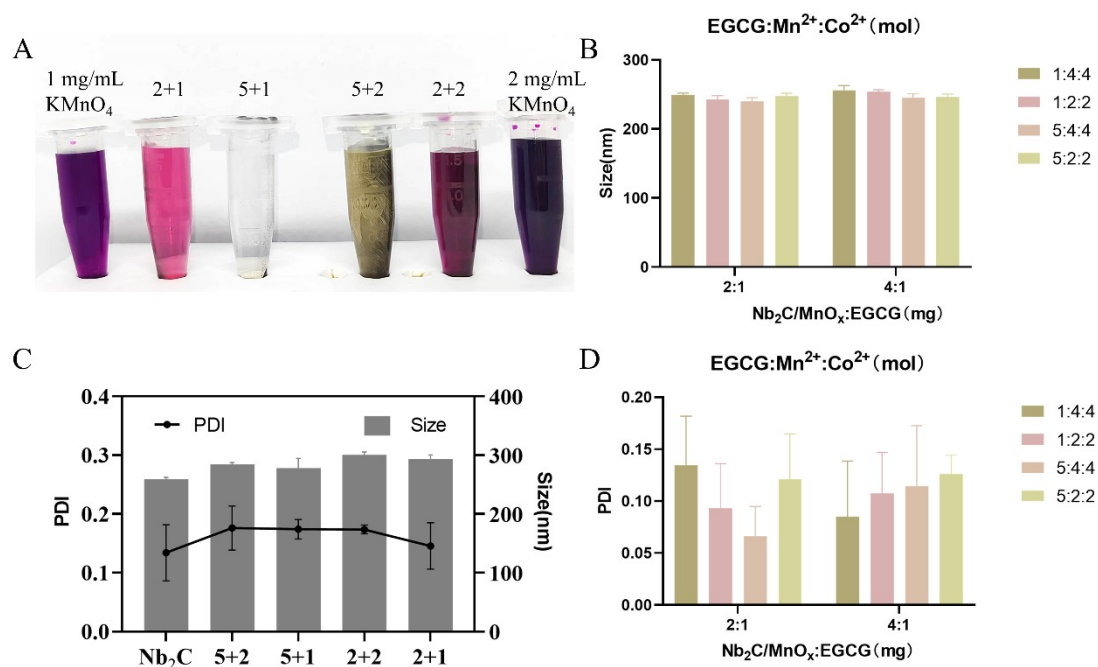 A
1 mg/mL
KMnO4
2+1
5+1
5+2
2+2
2 mg/mL
KMnO4
1.5
B
EGCG:Mn2+:Co2+(mol)
Size(nm)
300
200
100
0
2:1
4:1
Nb2C/MnOx:EGCG(mg)
1:4:4
1:2:2
5:4:4
5:2:2
C
PDI
0.4
0.3
0.2
0.1
0.0
PDI
Size
400
300
200
100
0
Size(nm)
Nb2C
5+2
5+1
2+2
2+1
D
EGCG:Mn2+:Co2+(mol)
PDI
0.20
0.15
0.10
0.05
0.00
2:1
4:1
Nb2C/MnOx:EGCG(mg)
1:4:4
1:2:2
5:4:4
5:2:2